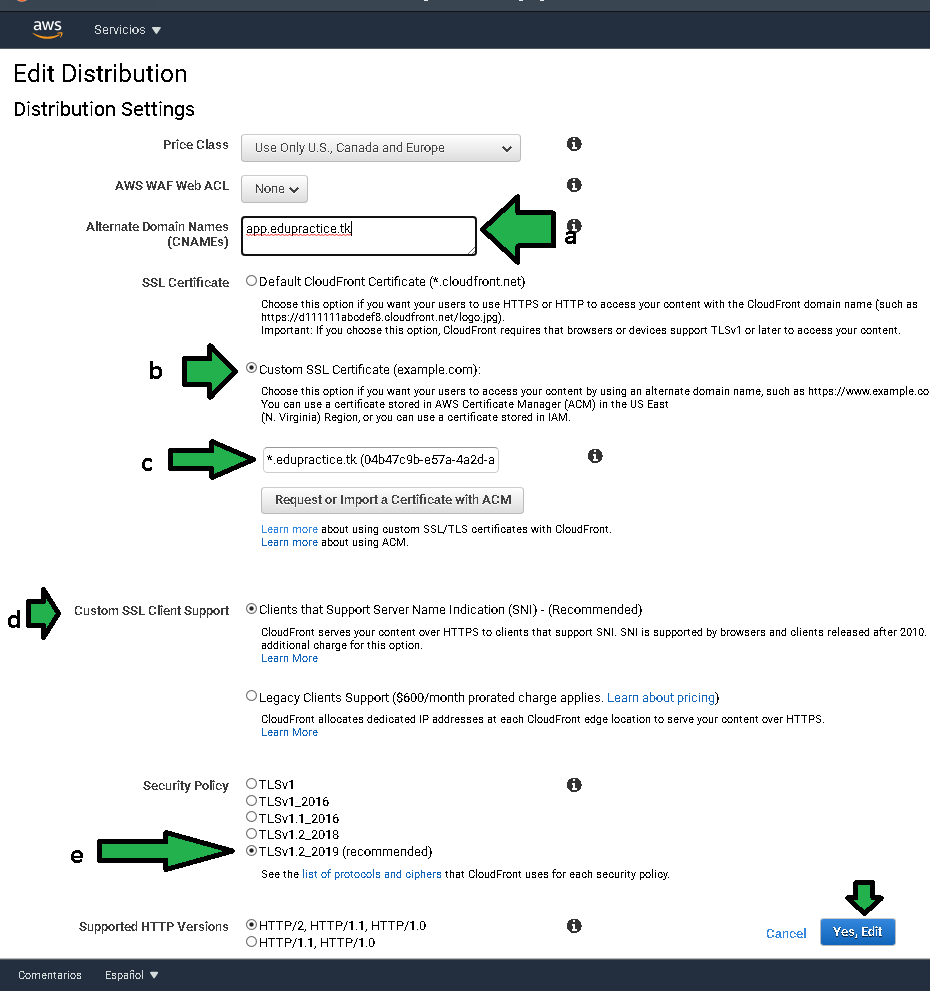 aws
Servicios
Edit Distribution
Distribution Settings
Price Class
Use Only U.S., Canada and Europe
AWS WAF Web ACL
None
Alternate Domain Names
(CNAMEs)
app.edupractice.tk
a
SSL Certificate
Default CloudFront Certificate (*.cloudfront.net)
Choose this option if you want your users to use HTTPS or HTTP to access your content with the CloudFront domain name (such as
https://d111111abcdef8.cloudfront.net/logo.jpg).
Important: If you choose this option, CloudFront requires that browsers or devices support TLSv1 or later to access your content.
b
Custom SSL Certificate (example.com):
Choose this option if you want your users to access your content by using an alternate domain name, such as https://www.example.co
You can use a certificate stored in AWS Certificate Manager (ACM) in the US East
(N. Virginia) Region, or you can use a certificate stored in IAM.
c
*.edupractice.tk (04b47c9b-e57a-4a2d-a
Request or Import a Certificate with ACM
Learn more about using custom SSL/TLS certificates with CloudFront.
Learn more about using ACM.
d
Custom SSL Client Support
Clients that Support Server Name Indication (SNI) - (Recommended)
CloudFront serves your content over HTTPS to clients that support SNI. SNI is supported by browsers and clients released after 2010.
additional charge for this option.
Learn More
Legacy Clients Support ($600/month prorated charge applies. Learn about pricing)
CloudFront allocates dedicated IP addresses at each CloudFront edge location to serve your content over HTTPS.
Learn More
Security Policy
TLSv1
TLSv1_2016
TLSv1.1_2016
TLSv1.2_2018
e
TLSv1.2_2019 (recommended)
See the list of protocols and ciphers that CloudFront uses for each security policy.
Supported HTTP Versions
HTTP/2, HTTP/1.1, HTTP/1.0
HTTP/1.1, HTTP/1.0
Cancel
Yes, Edit
Comentarios
Español